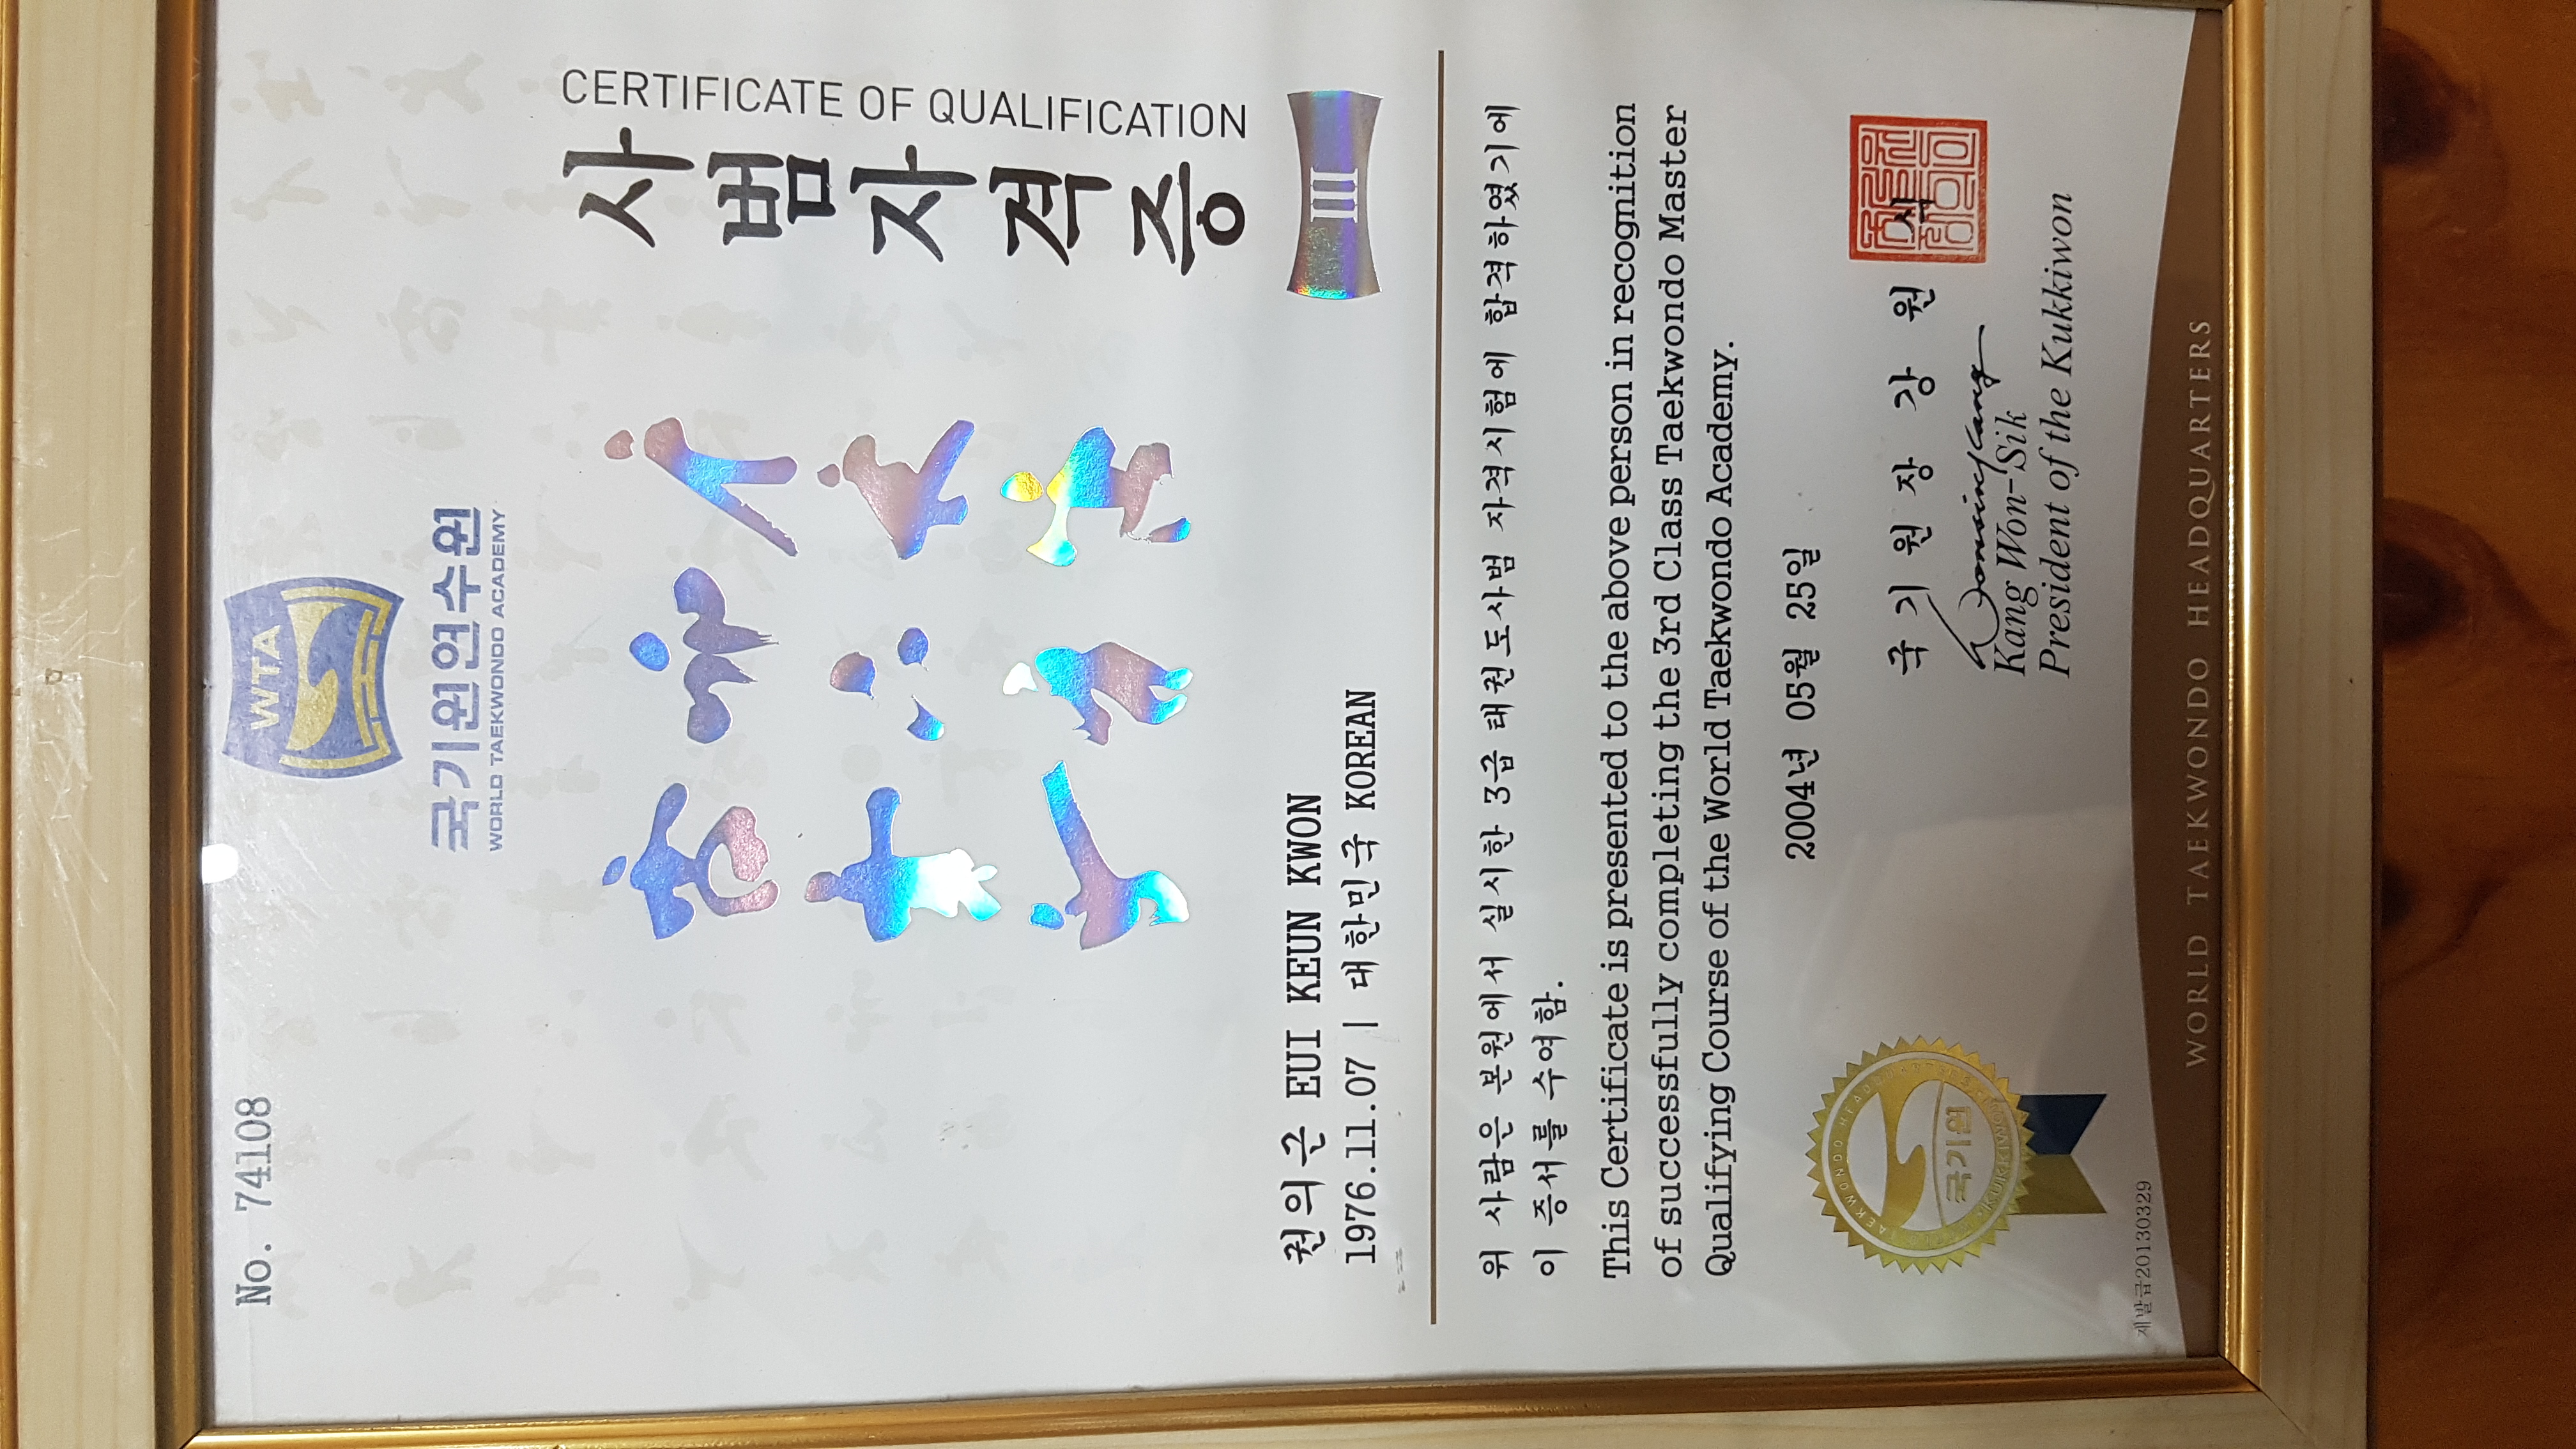 No. 74108
WTA
국기원연수원
WORLD TAEKWONDO ACADEMY
CERTIFICATE OF QUALIFICATION
사범자격증
III
권의근 EUI KEUN KWON
1976.11.07 | 대한민국 KOREAN
위 사람은 본원에서 실시한 3급 태권도사범 자격시험에 합격하였기에
이 증서를 수여함.
This Certificate is presented to the above person in recognition
of successfully completing the 3rd Class Taekwondo Master
Qualifying Course of the World Taekwondo Academy.
2004년 05월 25일
국 기 원 장 강 원 식
Kang Won-Sik
President of the Kukkiwon
국기원
KUKKIWON
재발급20130329
WORLD TAEKWONDO HEADQUARTERS